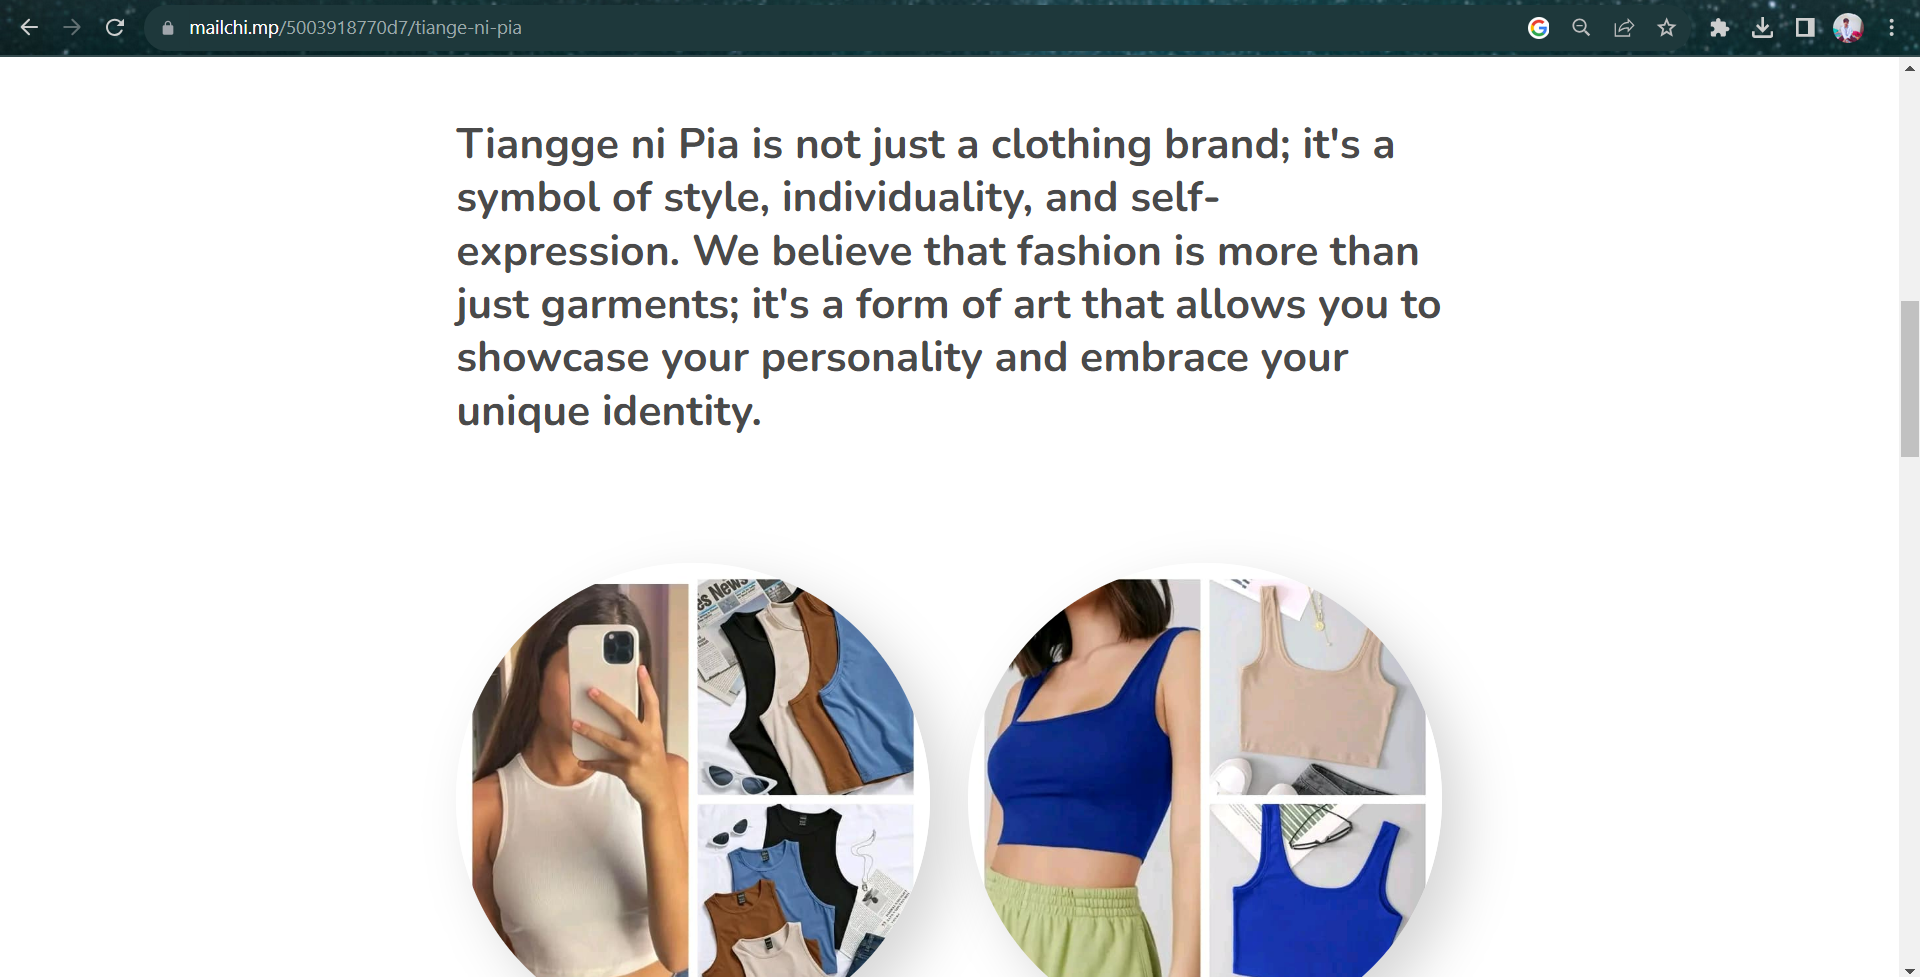 mailchi.mp/5003918770d7/tiange-ni-pia
Tiangge ni Pia is not just a clothing brand; it's a
symbol of style, individuality, and self-
expression. We believe that fashion is more than
just garments; it's a form of art that allows you to
showcase your personality and embrace your
unique identity.
es News